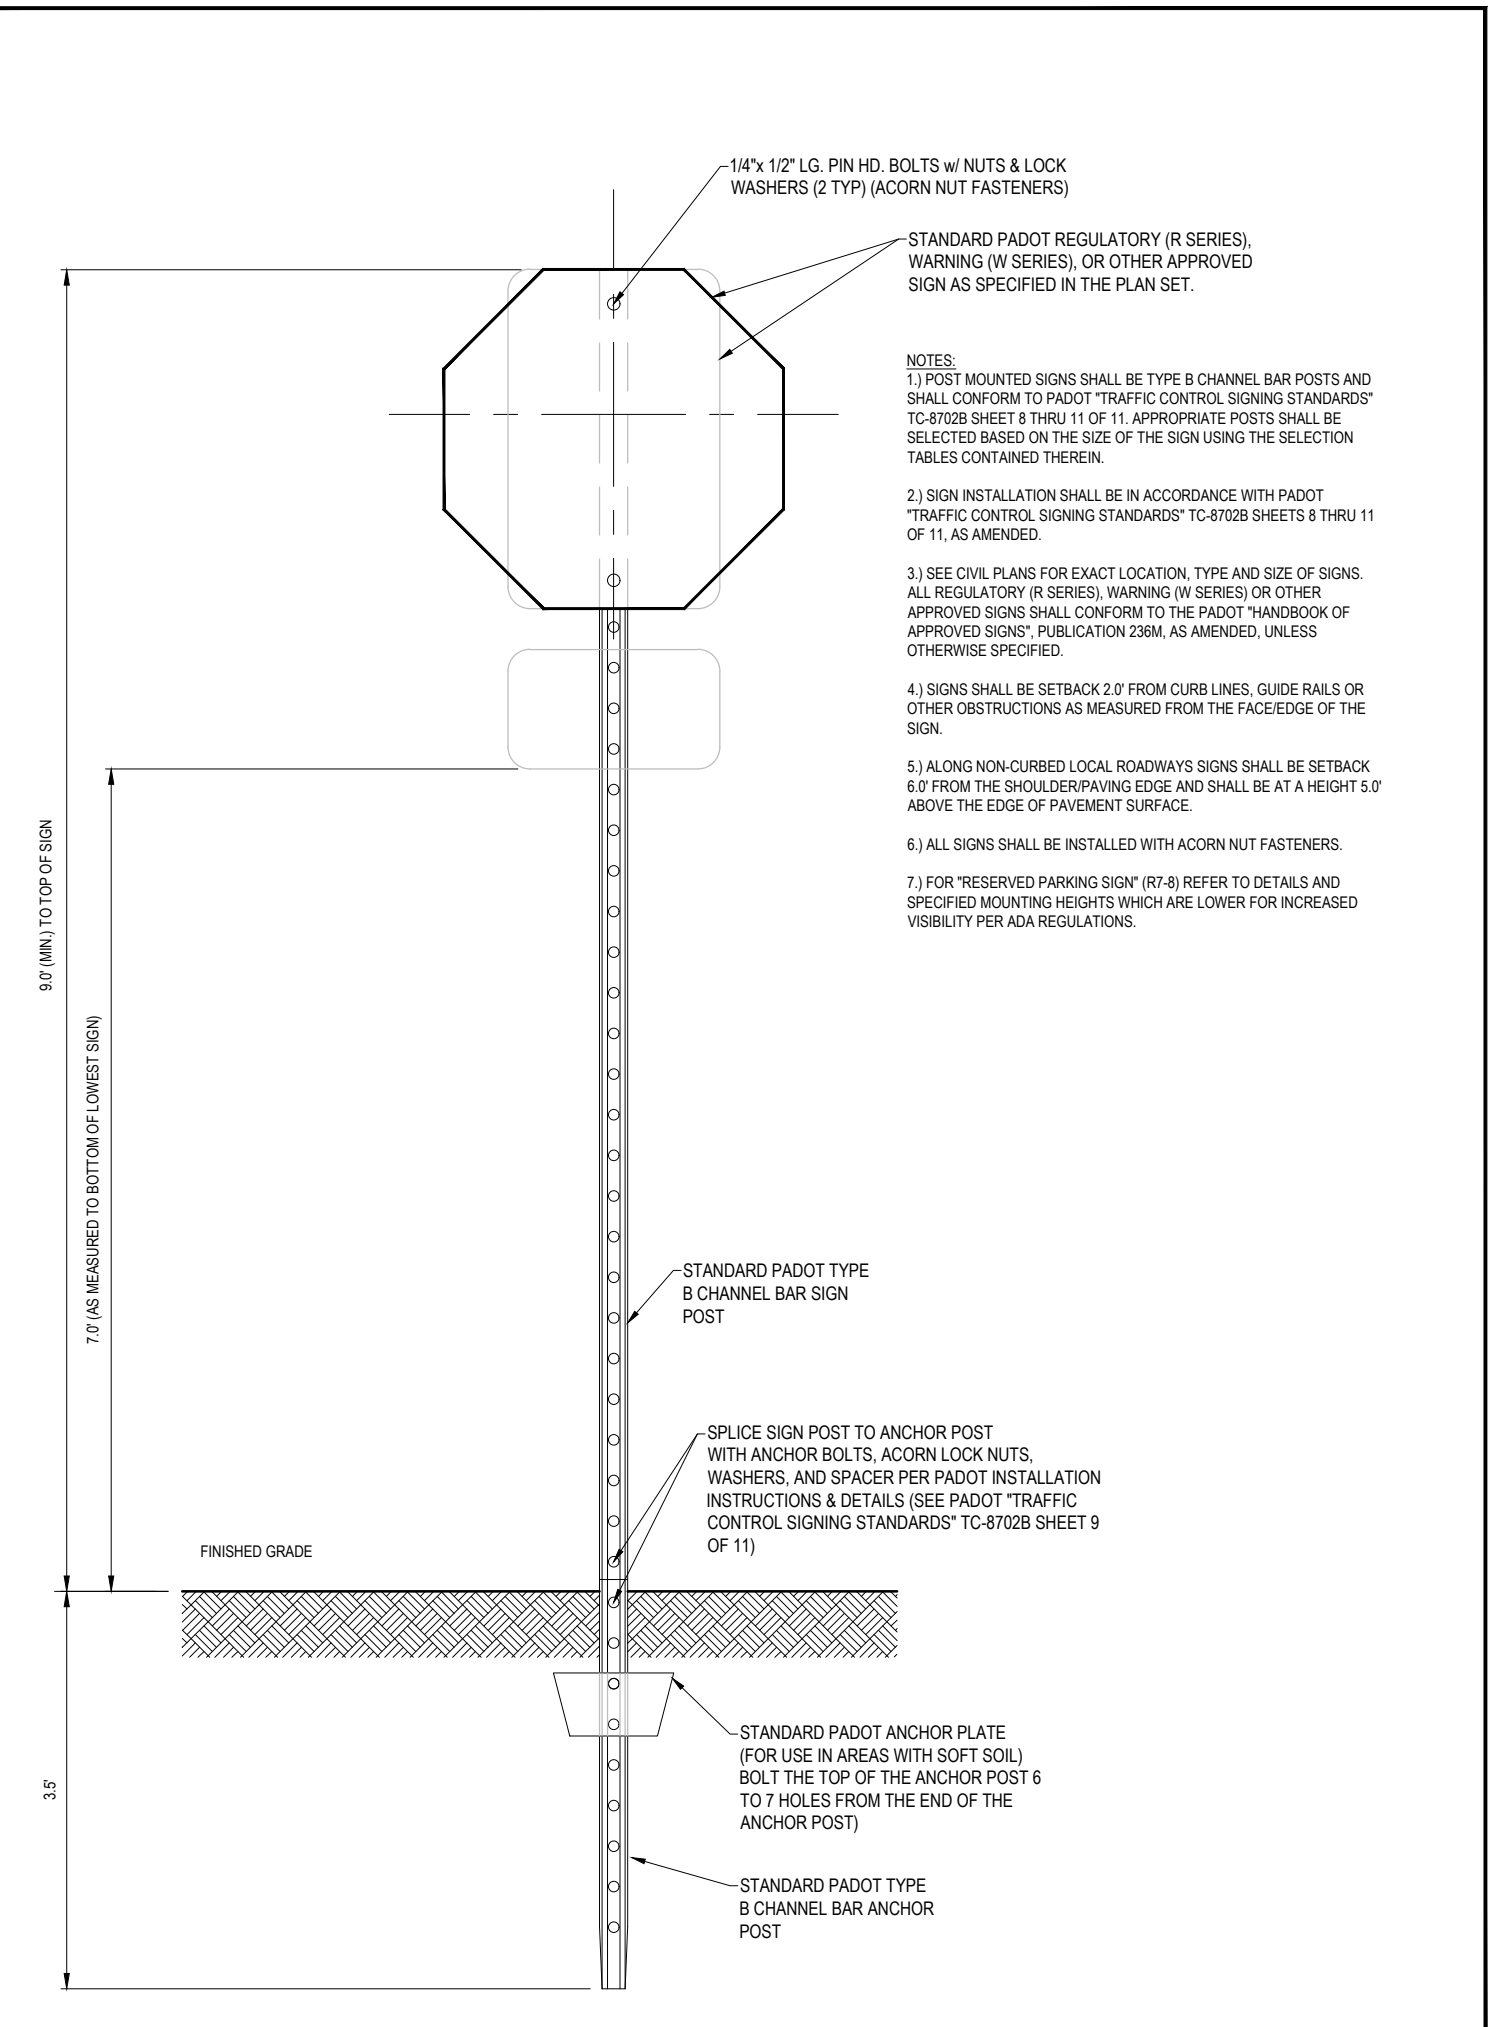 1/4"x 1/2" LG. PIN HD. BOLTS w/ NUTS & LOCK
WASHERS (2 TYP) (ACORN NUT FASTENERS)
STANDARD PADOT REGULATORY (R SERIES),
WARNING (W SERIES), OR OTHER APPROVED
SIGN AS SPECIFIED IN THE PLAN SET.
NOTES:
1.) POST MOUNTED SIGNS SHALL BE TYPE B CHANNEL BAR POSTS AND
SHALL CONFORM TO PADOT "TRAFFIC CONTROL SIGNING STANDARDS"
TC-8702B SHEET 8 THRU 11 OF 11. APPROPRIATE POSTS SHALL BE
SELECTED BASED ON THE SIZE OF THE SIGN USING THE SELECTION
TABLES CONTAINED THEREIN.
2.) SIGN INSTALLATION SHALL BE IN ACCORDANCE WITH PADOT
"TRAFFIC CONTROL SIGNING STANDARDS" TC-8702B SHEETS 8 THRU 11
OF 11, AS AMENDED.
3.) SEE CIVIL PLANS FOR EXACT LOCATION, TYPE AND SIZE OF SIGNS.
ALL REGULATORY (R SERIES), WARNING (W SERIES) OR OTHER
APPROVED SIGNS SHALL CONFORM TO THE PADOT "HANDBOOK OF
APPROVED SIGNS", PUBLICATION 236M, AS AMENDED, UNLESS
OTHERWISE SPECIFIED.
4.) SIGNS SHALL BE SETBACK 2.0' FROM CURB LINES, GUIDE RAILS OR
OTHER OBSTRUCTIONS AS MEASURED FROM THE FACE/EDGE OF THE
SIGN.
5.) ALONG NON-CURBED LOCAL ROADWAYS SIGNS SHALL BE SETBACK
6.0' FROM THE SHOULDER/PAVING EDGE AND SHALL BE AT A HEIGHT 5.0'
ABOVE THE EDGE OF PAVEMENT SURFACE.
6.) ALL SIGNS SHALL BE INSTALLED WITH ACORN NUT FASTENERS.
7.) FOR "RESERVED PARKING SIGN" (R7-8) REFER TO DETAILS AND
SPECIFIED MOUNTING HEIGHTS WHICH ARE LOWER FOR INCREASED
VISIBILITY PER ADA REGULATIONS.
9.0' (MIN.) TO TOP OF SIGN
7.0' (AS MEASURED TO BOTTOM OF LOWEST SIGN)
STANDARD PADOT TYPE
B CHANNEL BAR SIGN
POST
SPLICE SIGN POST TO ANCHOR POST
WITH ANCHOR BOLTS, ACORN LOCK NUTS,
WASHERS, AND SPACER PER PADOT INSTALLATION
INSTRUCTIONS & DETAILS (SEE PADOT "TRAFFIC
CONTROL SIGNING STANDARDS" TC-8702B SHEET 9
OF 11)
FINISHED GRADE
3.5'
STANDARD PADOT ANCHOR PLATE
(FOR USE IN AREAS WITH SOFT SOIL)
BOLT THE TOP OF THE ANCHOR POST 6
TO 7 HOLES FROM THE END OF THE
ANCHOR POST)
STANDARD PADOT TYPE
B CHANNEL BAR ANCHOR
POST